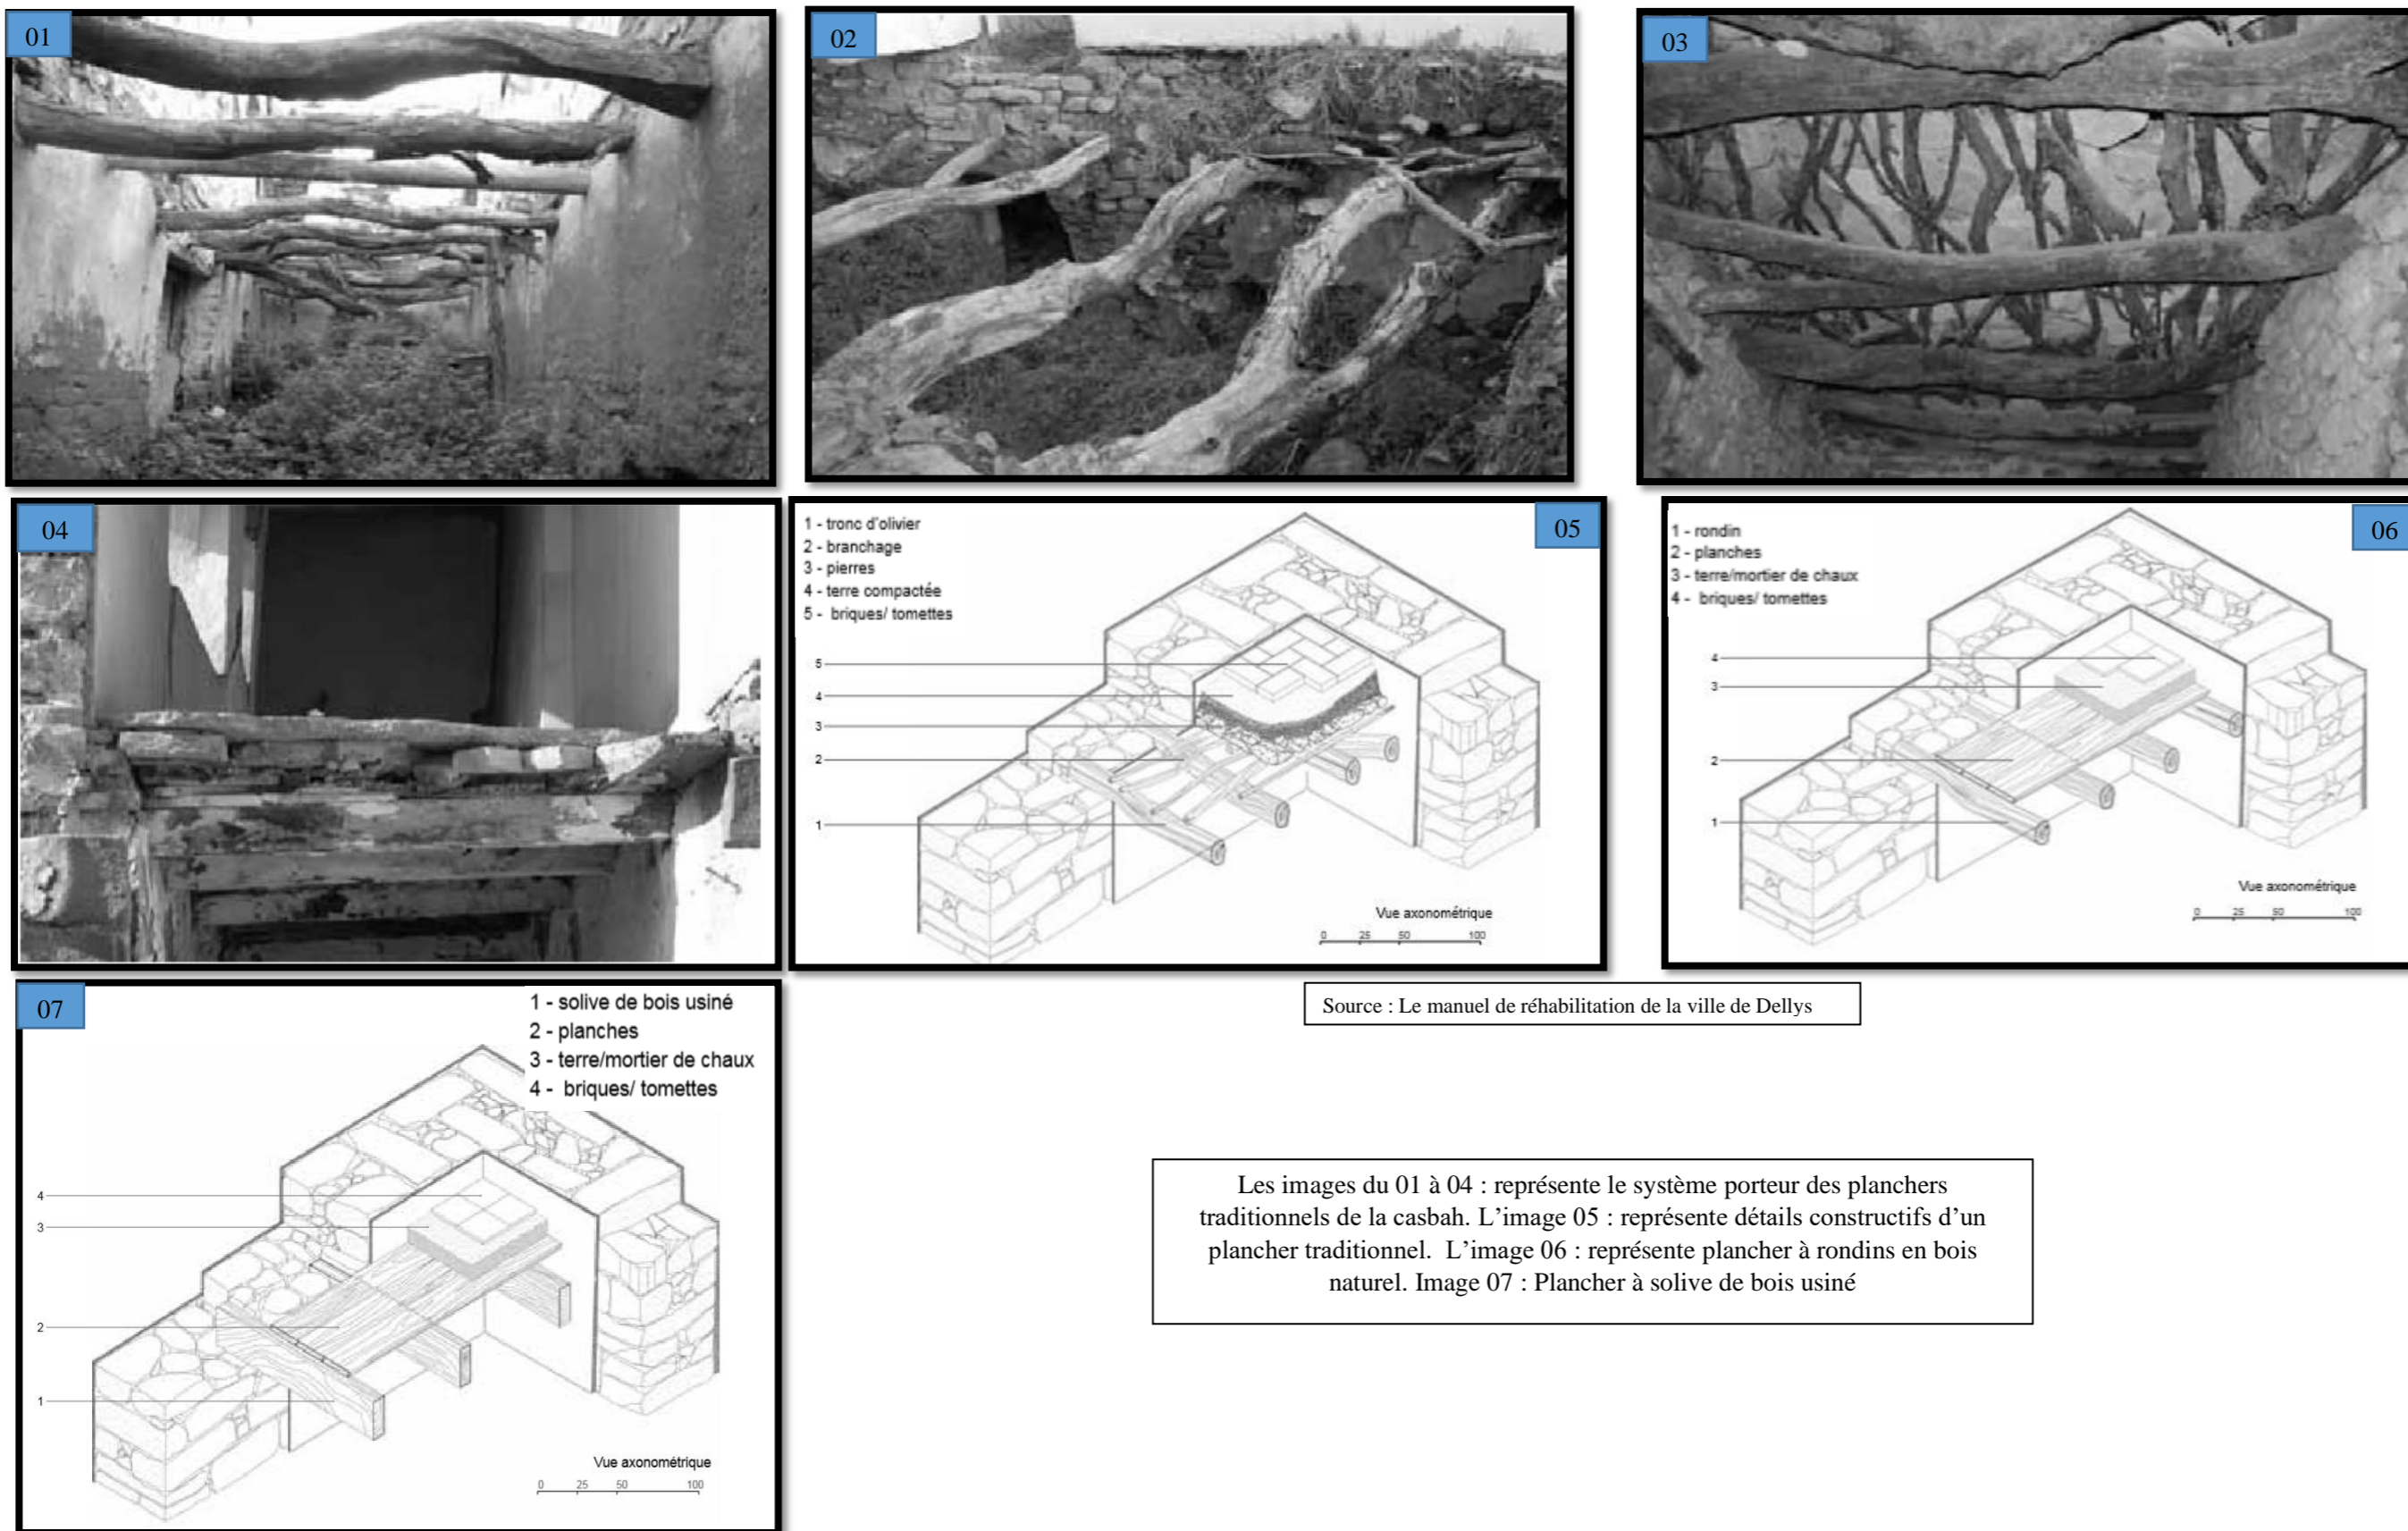 01
02
03
04
1 - tronc d'olivier
2 - branchage
3 - pierres
4 - terre compactée
5 - briques/ tomettes
05
5
4
3
2
1
Vue axonométrique
0 25 50 100
1 - rondin
2 - planches
3 - terre/mortier de chaux
4 - briques/ tomettes
06
4
3
2
1
Vue axonométrique
0 25 50 100
07
1 - solive de bois usiné
2 - planches
3 - terre/mortier de chaux
4 - briques/ tomettes
4
3
2
1
Vue axonométrique
0 25 50 100
Source : Le manuel de réhabilitation de la ville de Dellys
Les images du 01 à 04 : représente le système porteur des planchers
traditionnels de la casbah. L'image 05 : représente détails constructifs d'un
plancher traditionnel. L'image 06 : représente plancher à rondins en bois
naturel. Image 07 : Plancher à solive de bois usiné